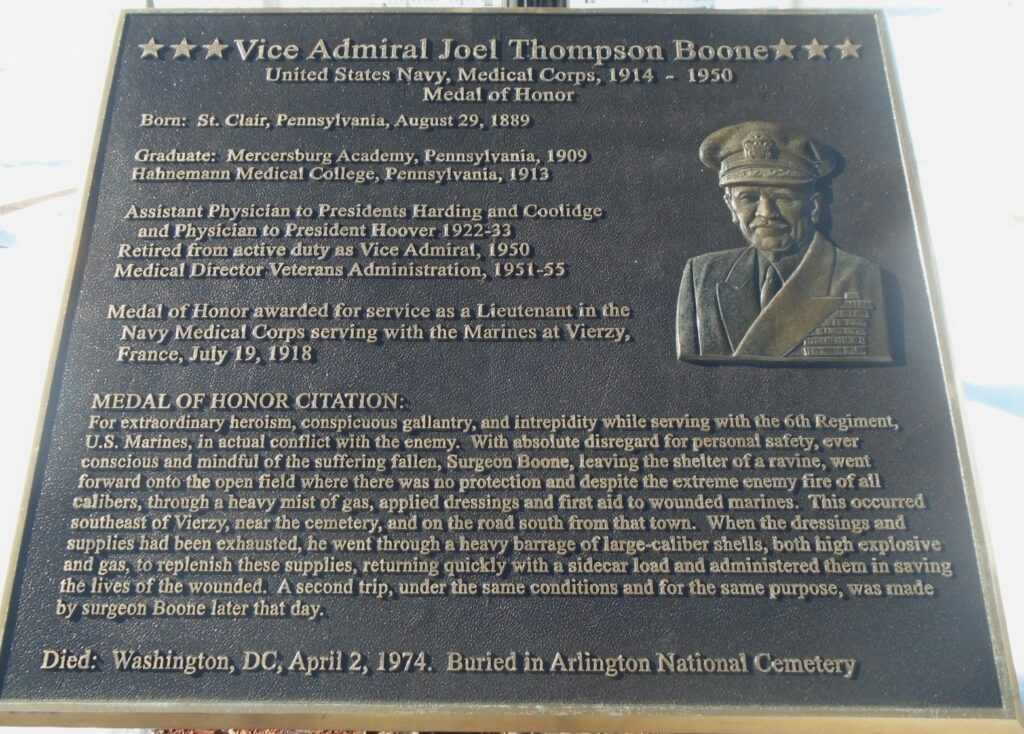 ★★★Vice Admiral Joel Thompson Boone★★★
United States Navy, Medical Corps, 1914 - 1950
Medal of Honor
Born: St. Clair, Pennsylvania, August 29, 1889
Graduate: Mercersburg Academy, Pennsylvania, 1909
Hahnemann Medical College, Pennsylvania, 1913
Assistant Physician to Presidents Harding and Coolidge
and Physician to President Hoover 1922-33
Retired from active duty as Vice Admiral, 1950
Medical Director Veterans Administration, 1951-55
Medal of Honor awarded for service as a Lieutenant in the
Navy Medical Corps serving with the Marines at Vierzy,
France, July 19, 1918
MEDAL OF HONOR CITATION:
For extraordinary heroism, conspicuous gallantry, and intrepidity while serving with the 6th Regiment,
U.S. Marines, in actual conflict with the enemy. With absolute disregard for personal safety, ever
conscious and mindful of the suffering fallen, Surgeon Boone, leaving the shelter of a ravine, went
forward onto the open field where there was no protection and despite the extreme enemy fire of all
calibers, through a heavy mist of gas, applied dressings and first aid to wounded marines. This occurred
southeast of Vierzy, near the cemetery, and on the road south from that town. When the dressings and
supplies had been exhausted, he went through a heavy barrage of large-caliber shells, both high explosive
and gas, to replenish these supplies, returning quickly with a sidecar load and administered them in saving
the lives of the wounded. A second trip, under the same conditions and for the same purpose, was made
by surgeon Boone later that day.
Died: Washington, DC, April 2, 1974. Buried in Arlington National Cemetery